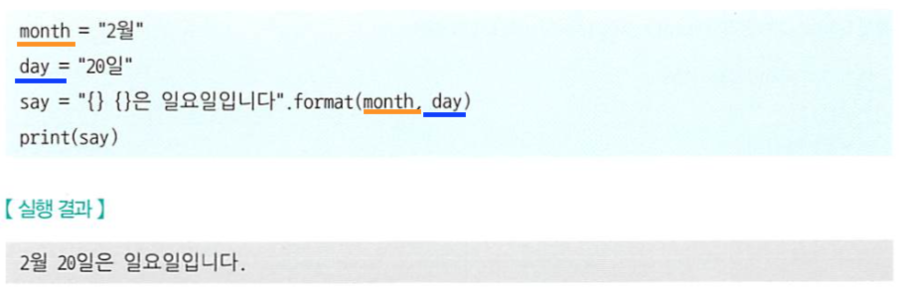 month = "2월"
day = "20일"
say = "{} {}은 일요일입니다".format(month, day)
print(say)
【 실행 결과 】
2월 20일은 일요일입니다.